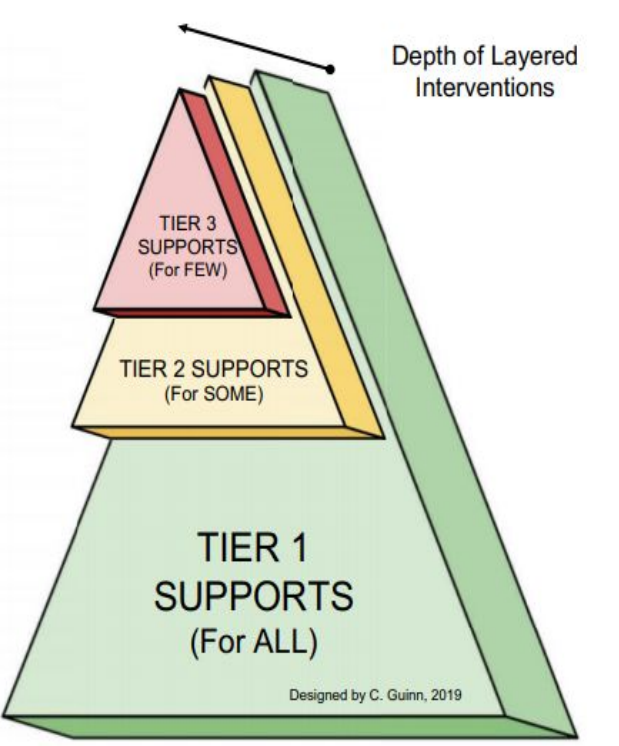 Depth of Layered
Interventions
TIER 3
SUPPORTS
(For FEW)
TIER 2 SUPPORTS
(For SOME)
TIER 1
SUPPORTS
(For ALL)
Designed by C. Guinn, 2019